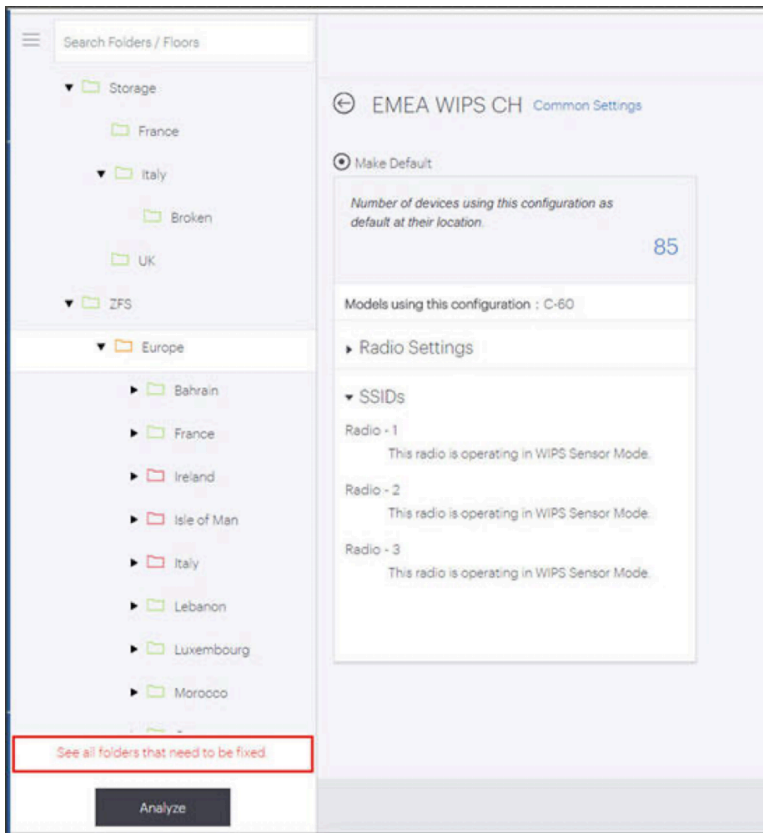 Search Folders / Floors
Storage
France
Italy
Broken
UK
ZFS
Europe
Bahrain
France
Ireland
Isle of Man
Italy
Lebanon
Luxembourg
Morocco
See all folders that need to be fixed
Analyze
EMEA WIPS CH Common Settings
Make Default
Number of devices using this configuration as
default at their location.
85
Models using this configuration : C-60
Radio Settings
SSIDs
Radio - 1
This radio is operating in WIPS Sensor Mode.
Radio - 2
This radio is operating in WIPS Sensor Mode.
Radio - 3
This radio is operating in WIPS Sensor Mode.